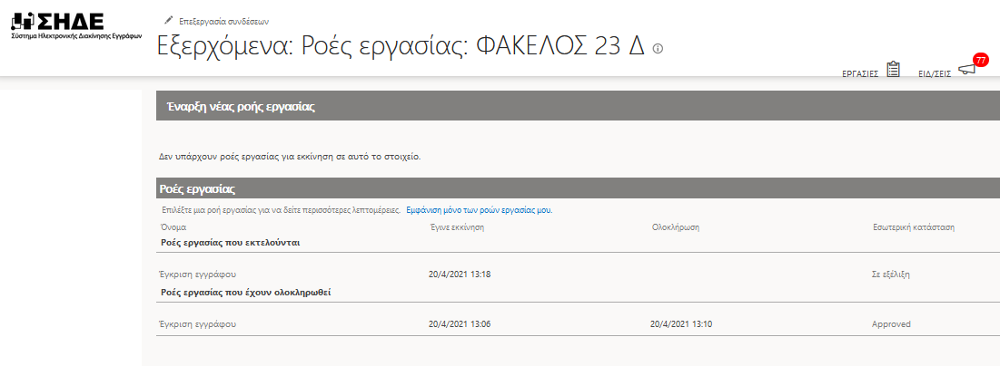 ΣΗΔΕ
Σύστημα Ηλεκτρονικής Διακίνησης Εγγράφων
Επεξεργασία συνδέσεων
Εξερχόμενα: Ροές εργασίας: ΦΑΚΕΛΟΣ 23 Δ
ΕΡΓΑΣΙΕΣ ΕΙΔ/ΣΕΙΣ 77
Έναρξη νέας ροής εργασίας
Δεν υπάρχουν ροές εργασίας για εκκίνηση σε αυτό το στοιχείο.
Ροές εργασίας
Επιλέξτε μια ροή εργασίας για να δείτε περισσότερες λεπτομέρειες. Εμφάνιση μόνο των ροών εργασίας μου.
Όνομα Έγινε εκκίνηση Ολοκλήρωση Εσωτερική κατάσταση
Ροές εργασίας που εκτελούνται
Έγκριση εγγράφου 20/4/2021 13:18 Σε εξέλιξη
Ροές εργασίας που έχουν ολοκληρωθεί
Έγκριση εγγράφου 20/4/2021 13:06 20/4/2021 13:10 Approved